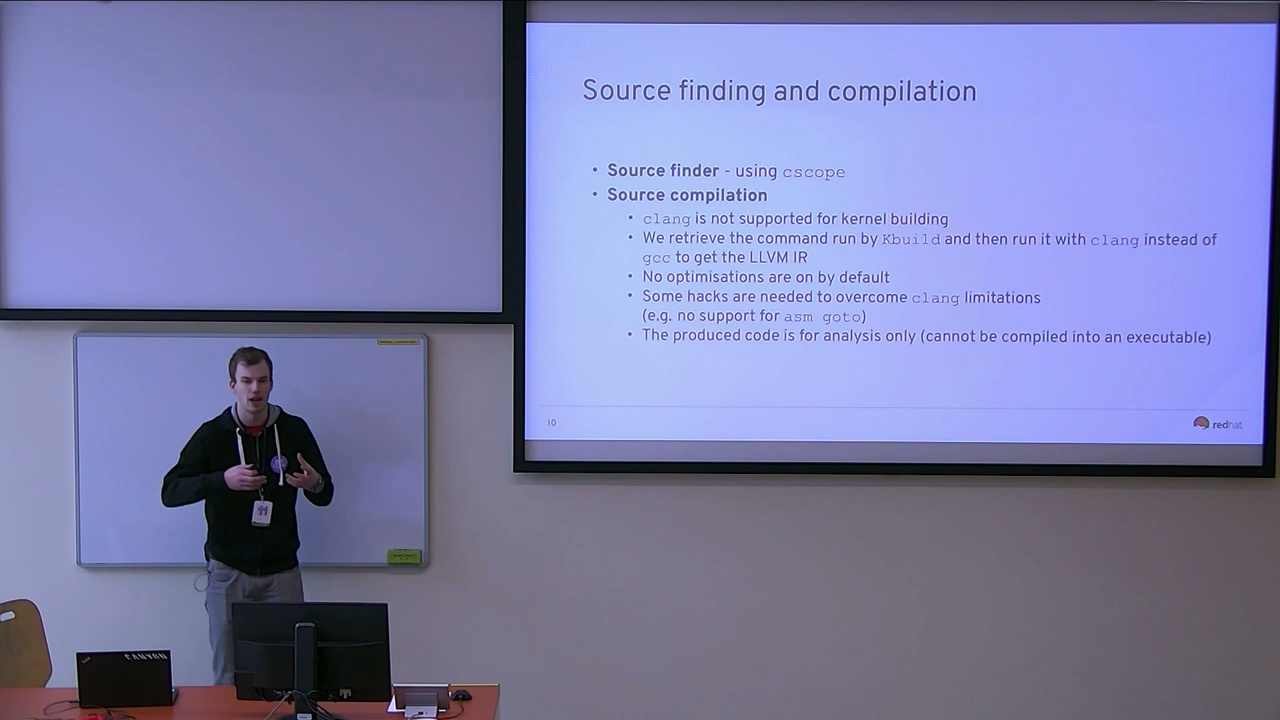 Source finding and compilation
• Source finder - using cscope
• Source compilation
• clang is not supported for kernel building
• We retrieve the command run by Kbuild and then run it with clang instead of
gcc to get the LLVM IR
• No optimisations are on by default
• Some hacks are needed to overcome clang limitations
(e.g. no support for asm goto)
• The produced code is for analysis only (cannot be compiled into an executable)
10
redhat
CANYON